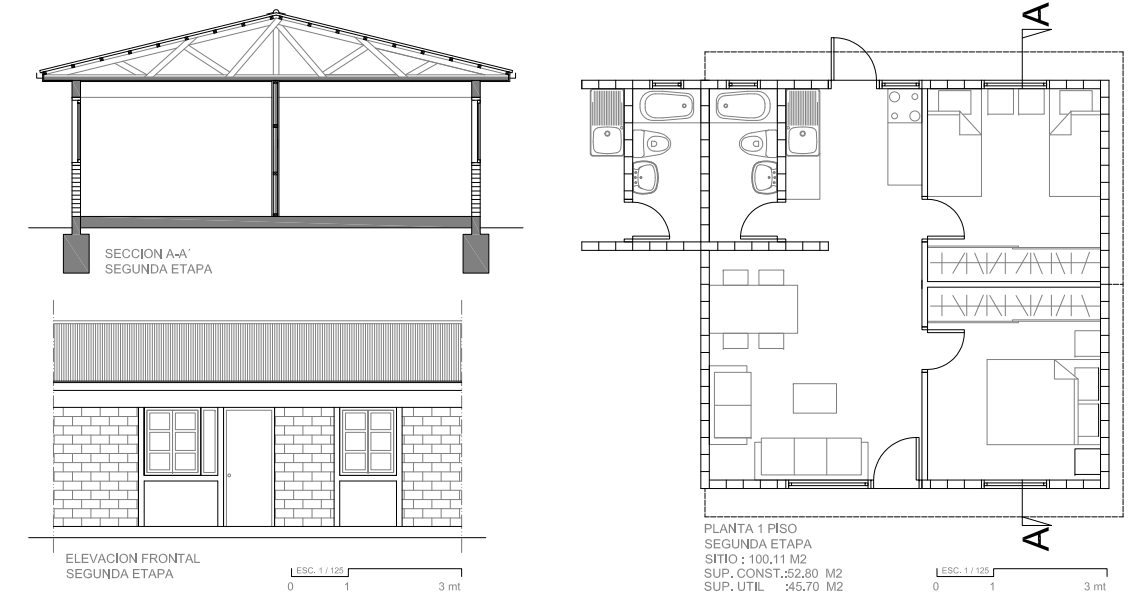 SECCION A-A´
SEGUNDA ETAPA
ELEVACION FRONTAL
SEGUNDA ETAPA
ESC. 1 / 125
0 1 3 mt
A
A
PLANTA 1 PISO
SEGUNDA ETAPA
SITIO : 100.11 M2
SUP. CONST.:52.80 M2
SUP. UTIL :45.70 M2
ESC. 1 / 125
0 1 3 mt